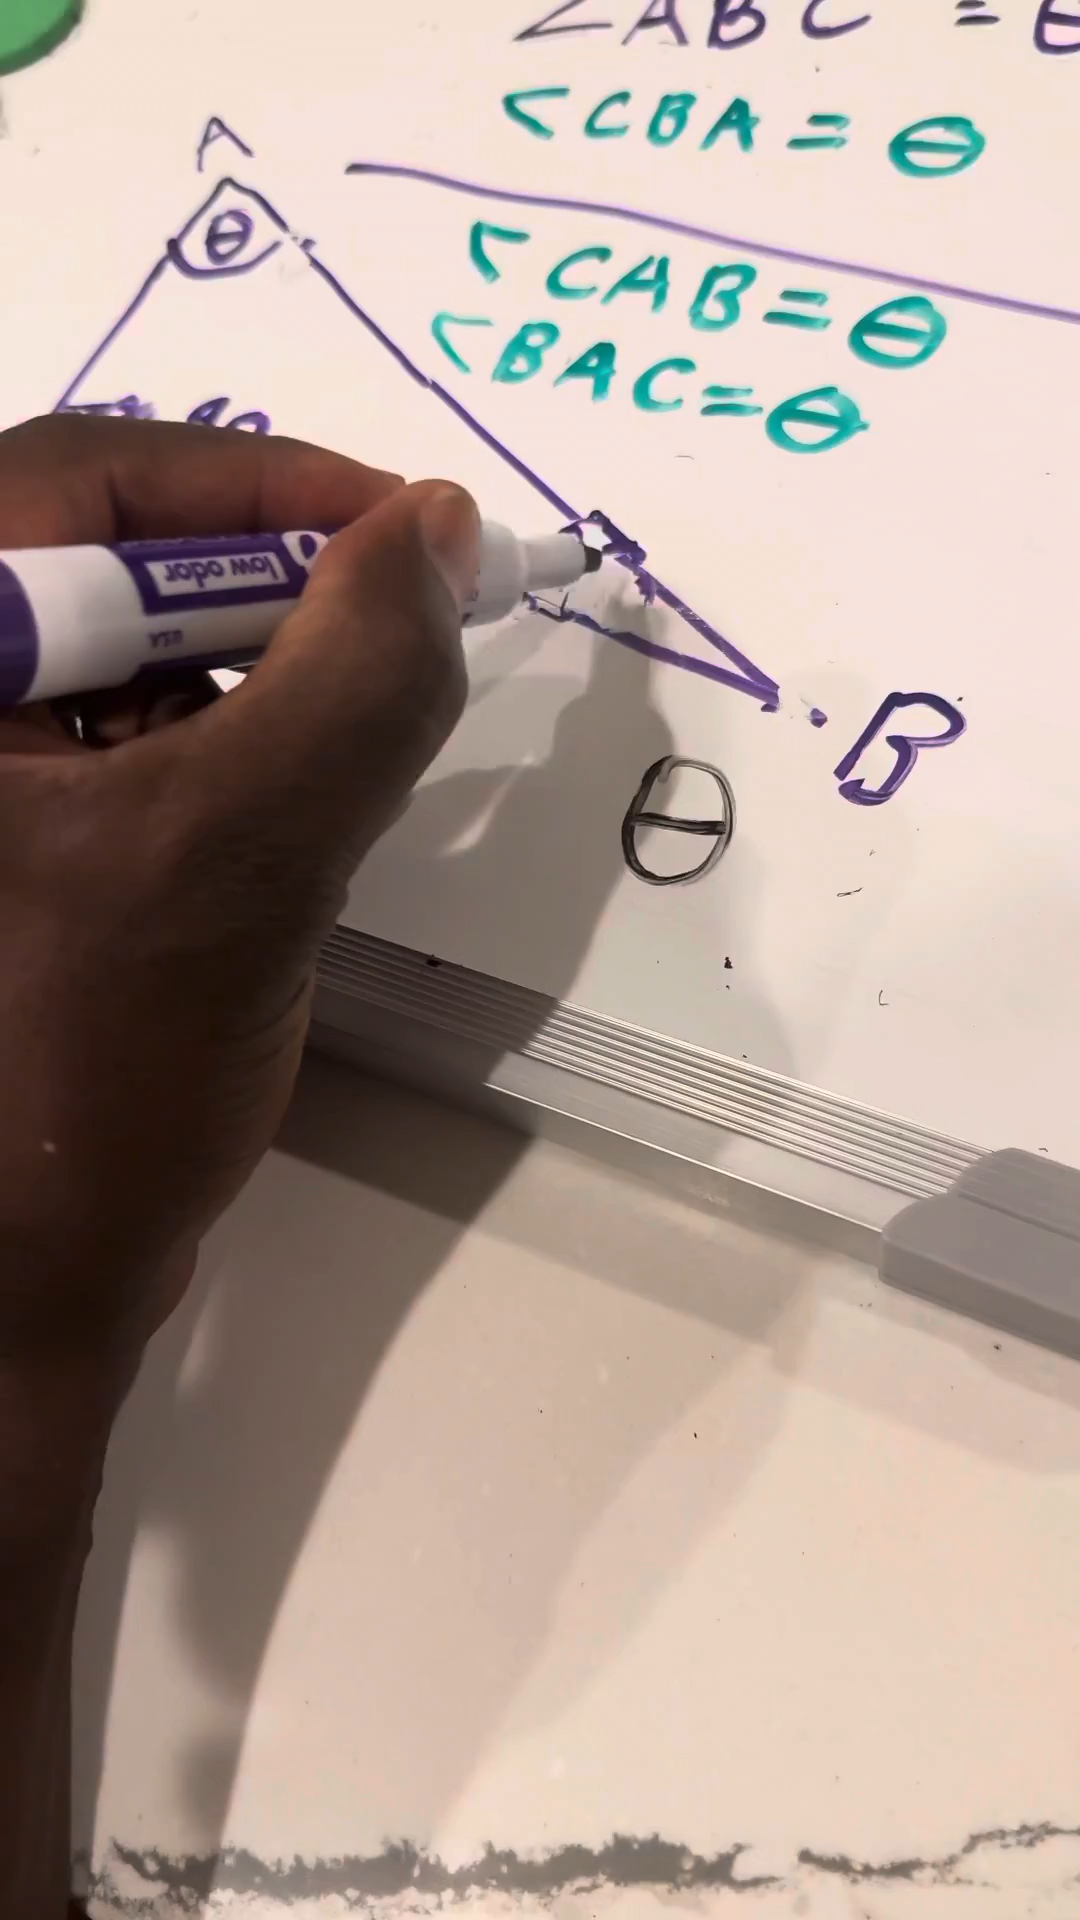 ∠ABC = θ
<CBA = θ
A
θ
<CAB = θ
<BAC = θ
low odor
USA
B
θ